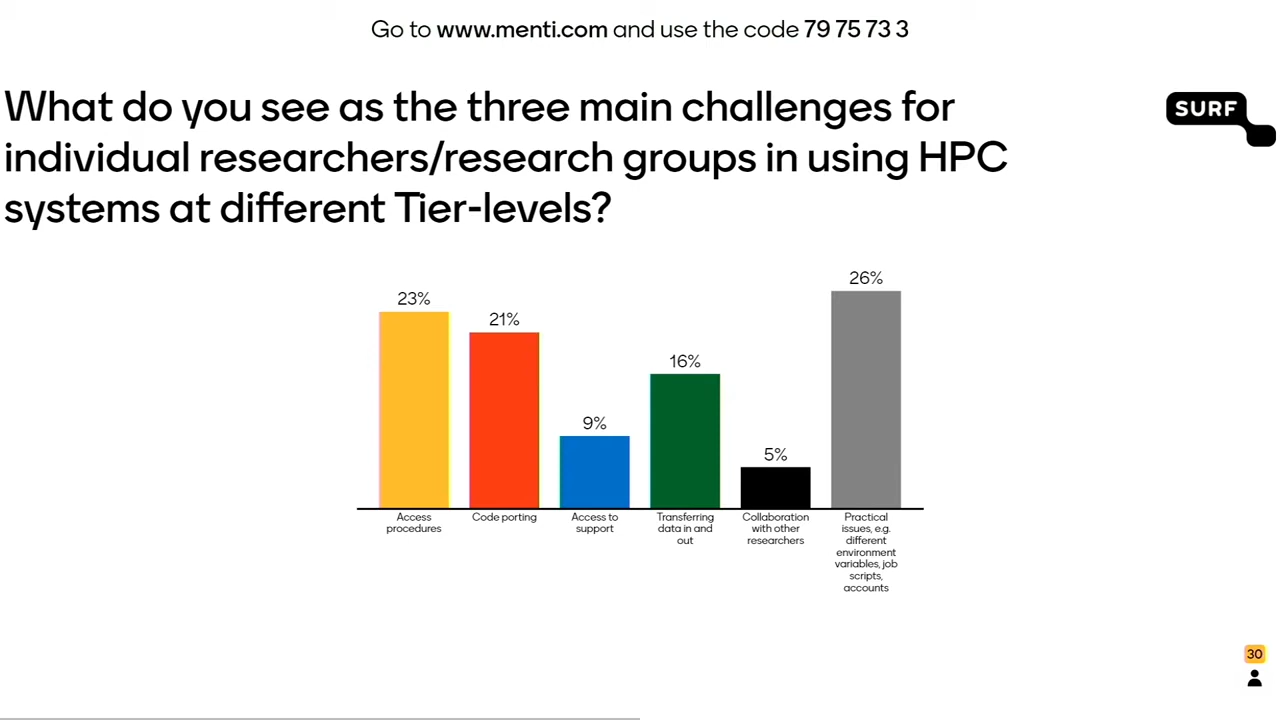 Go to www.menti.com and use the code 79 75 73 3
What do you see as the three main challenges for
individual researchers/research groups in using HPC
systems at different Tier-levels?
SURF
23%
21%
9%
16%
5%
26%
Access
procedures
Code porting
Access to
support
Transferring
data in and
out
Collaboration
with other
researchers
Practical
issues, e.g.
different
environment
variables, job
scripts,
accounts
30